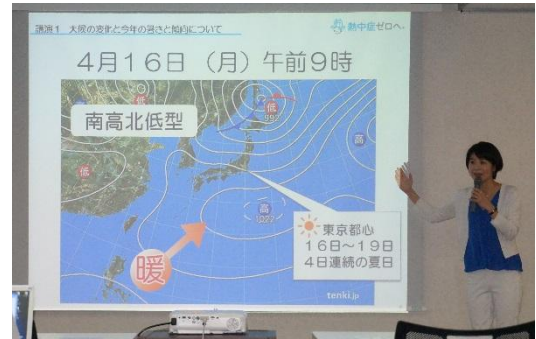 講演1 天候の変化と今年の暑さと傾向について
熱中症ゼロへ
4月16日（月）午前9時
南高北低型
低
低
低
高
高
暖
東京都心
16日～19日
4日連続の夏日
tenki.jp